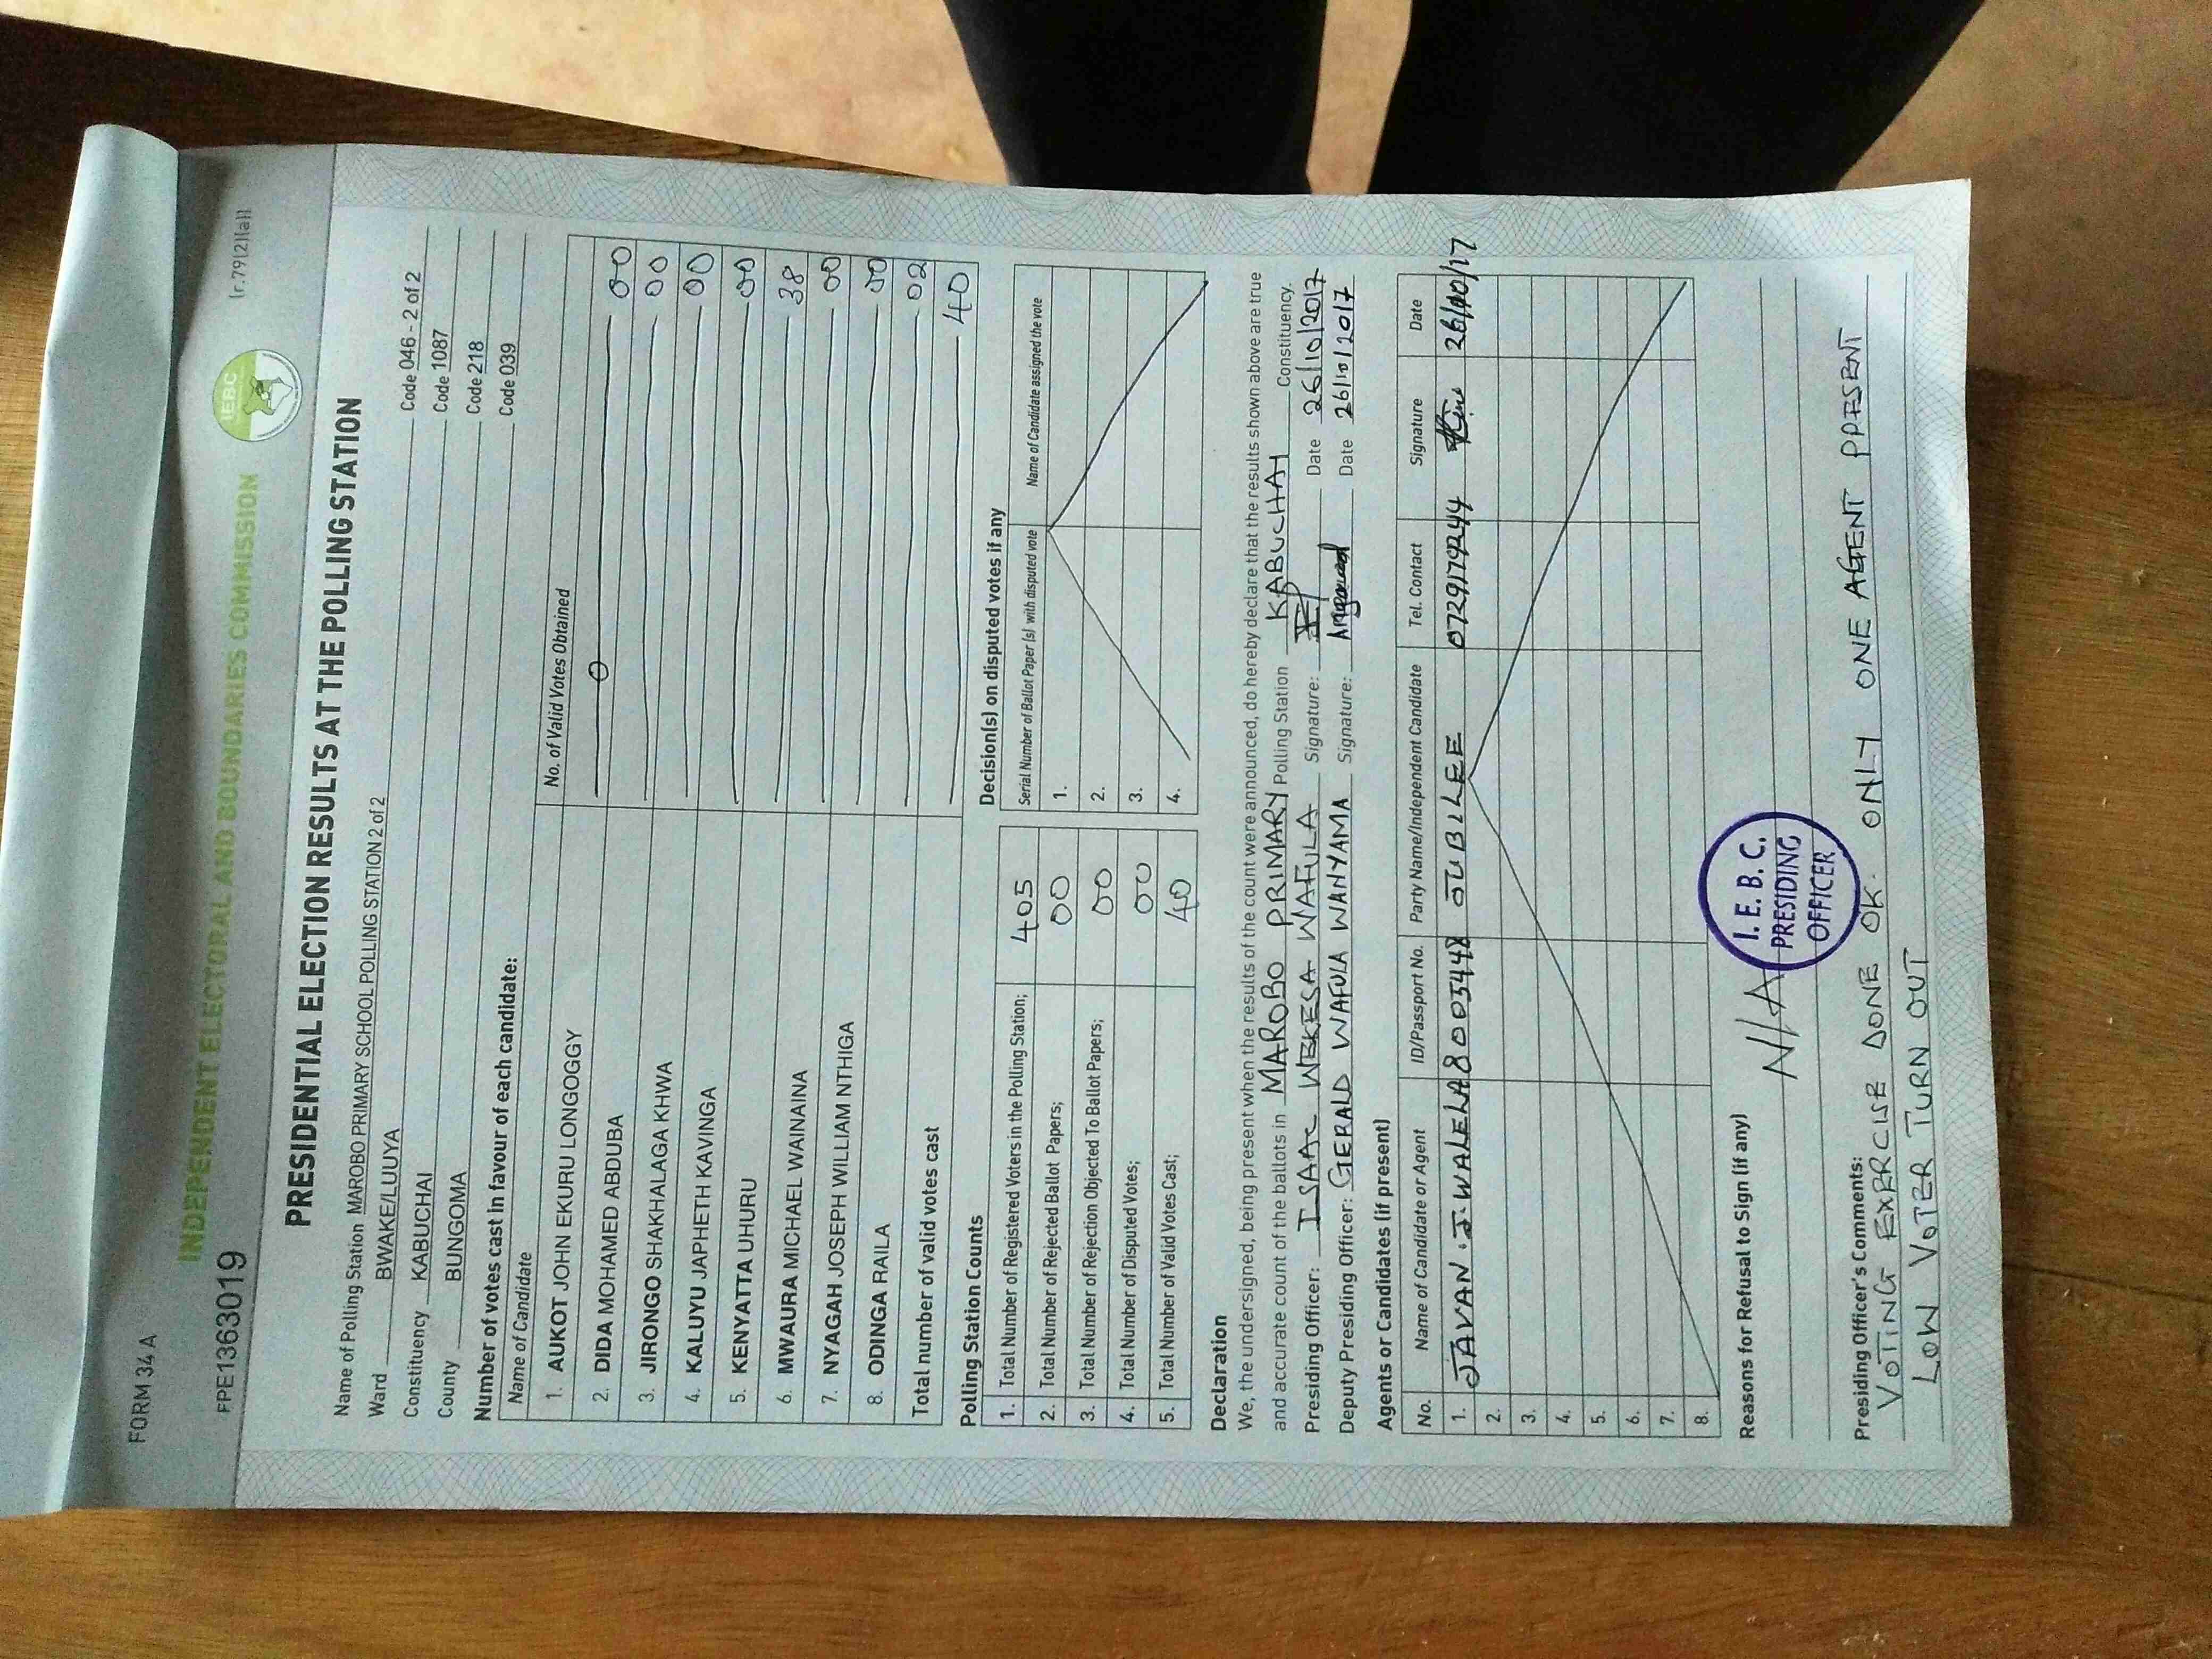 FORM 34 A
(r.79(2)(a))
INDEPENDENT ELECTORAL AND BOUNDARIES COMMISSION
IEBC
FPE1363019
PRESIDENTIAL ELECTION RESULTS AT THE POLLING STATION
Name of Polling Station MAROBO PRIMARY SCHOOL POLLING STATION 2 of 2 Code 046 - 2 of 2
Ward BWAKE/LUUYA Code 1087
Constituency KABUCHAI Code 218
County BUNGOMA Code 039
Number of votes cast in favour of each candidate:
Name of Candidate No. of Valid Votes Obtained
1. AUKOT JOHN EKURU LONGOGGY 00
2. DIDA MOHAMED ABDUBA 00
3. JIRONGO SHAKHALAGA KHWA 00
4. KALUYU JAPHETH KAVINGA 00
5. KENYATTA UHURU 38
6. MWAURA MICHAEL WAINAINA 00
7. NYAGAH JOSEPH WILLIAM NTHIGA 00
8. ODINGA RAILA 02
Total number of valid votes cast 40
Polling Station Counts
1. Total Number of Registered Voters in the Polling Station; 405
2. Total Number of Rejected Ballot Papers; 00
3. Total Number of Rejection Objected To Ballot Papers; 00
4. Total Number of Disputed Votes; 00
5. Total Number of Valid Votes Cast; 40
Decision(s) on disputed votes if any
Serial Number of Ballot Paper (s) with disputed vote Name of Candidate assigned the vote
1.
2.
3.
4.
Declaration
We, the undersigned, being present when the results of the count were announced, do hereby declare that the results shown above are true
and accurate count of the ballots in MAROBO PRIMARY Polling Station KABUCHAI Constituency.
Presiding Officer: ISAAC WEKESA WAFULA Signature: Date 26/10/2017
Deputy Presiding Officer: GERALD WAFULA WANYAMA Signature: Date 26/10/2017
Agents or Candidates (if present)
No. Name of Candidate or Agent ID/Passport No. Party Name/Independent Candidate Tel. Contact Signature Date
1. JAVAN . J. WALELA JUBLEE 0729179244 26/10/17
2.
3.
4.
5.
6.
7.
8.
Reasons for Refusal to Sign (if any)
N/A
I. E. B. C.
PRESIDING
OFFICER
Presiding Officer's Comments:
VOTING EXERCISE DONE OK. ONLY ONE AGENT PRESENT
LOW VOTER TURN OUT